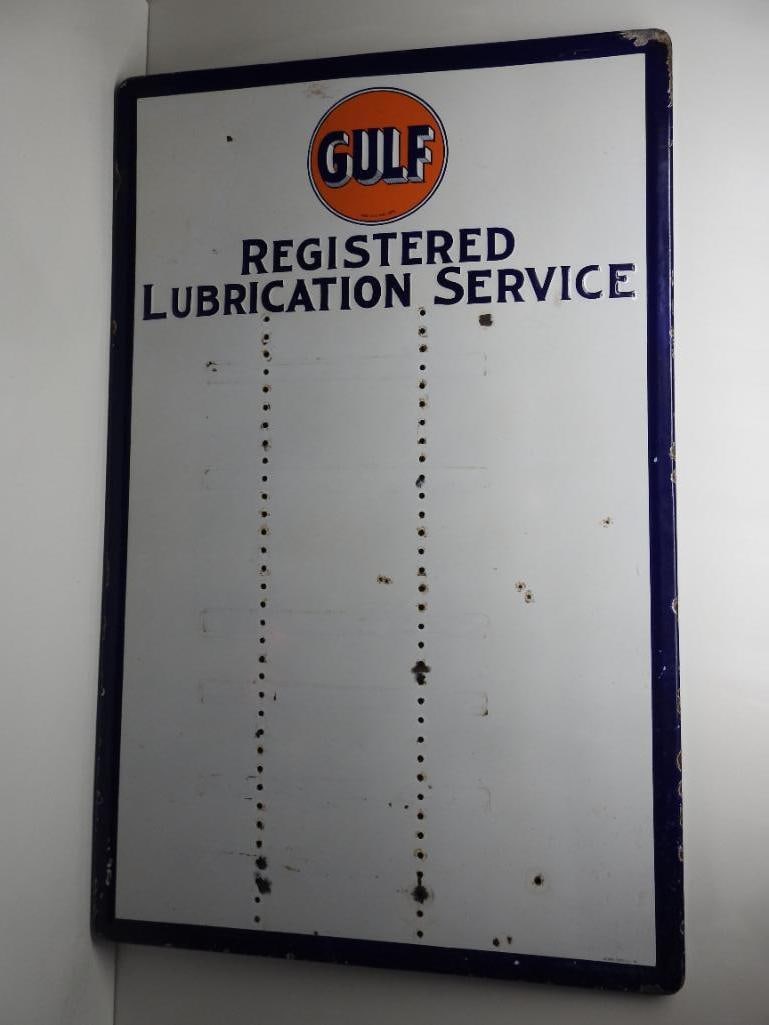 GULF
REGISTERED
LUBRICATION SERVICE